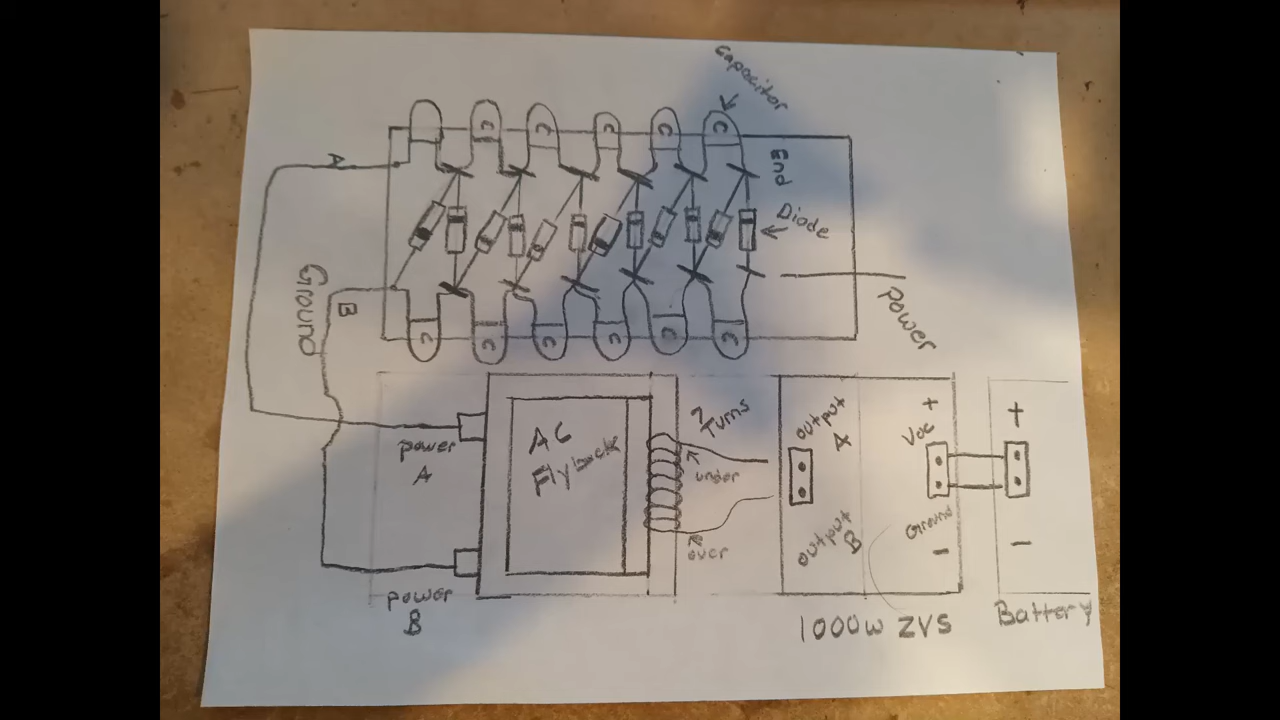 Capacitor
C C C C C
End
A
Diode
Ground
B
power
C C C C C C
7 Turns
output A
+
+
Voc
AC Flyback
power A
under
Ground
output B
over
-
-
power B
1000W ZVS
Battery